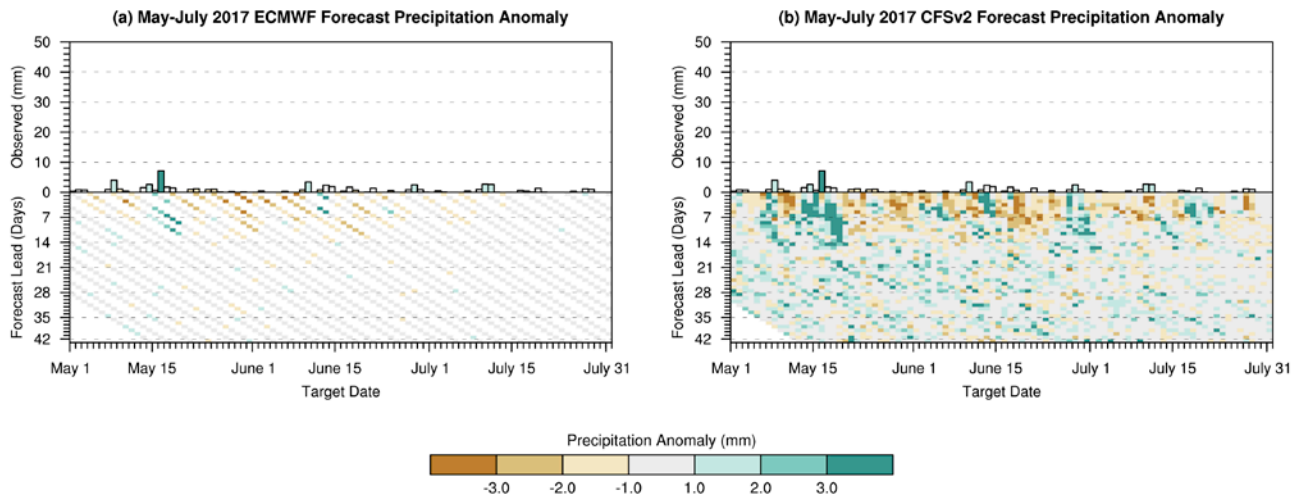 (a) May-July 2017 ECMWF Forecast Precipitation Anomaly
50
40
30
20
10
0
Observed (mm)
7
14
21
28
35
42
Forecast Lead (Days)
May 1 May 15 June 1 June 15 July 1 July 15 July 31
Target Date
(b) May-July 2017 CFSv2 Forecast Precipitation Anomaly
50
40
30
20
10
0
Observed (mm)
7
14
21
28
35
42
Forecast Lead (Days)
May 1 May 15 June 1 June 15 July 1 July 15 July 31
Target Date
Precipitation Anomaly (mm)
-3.0 -2.0 -1.0 1.0 2.0 3.0